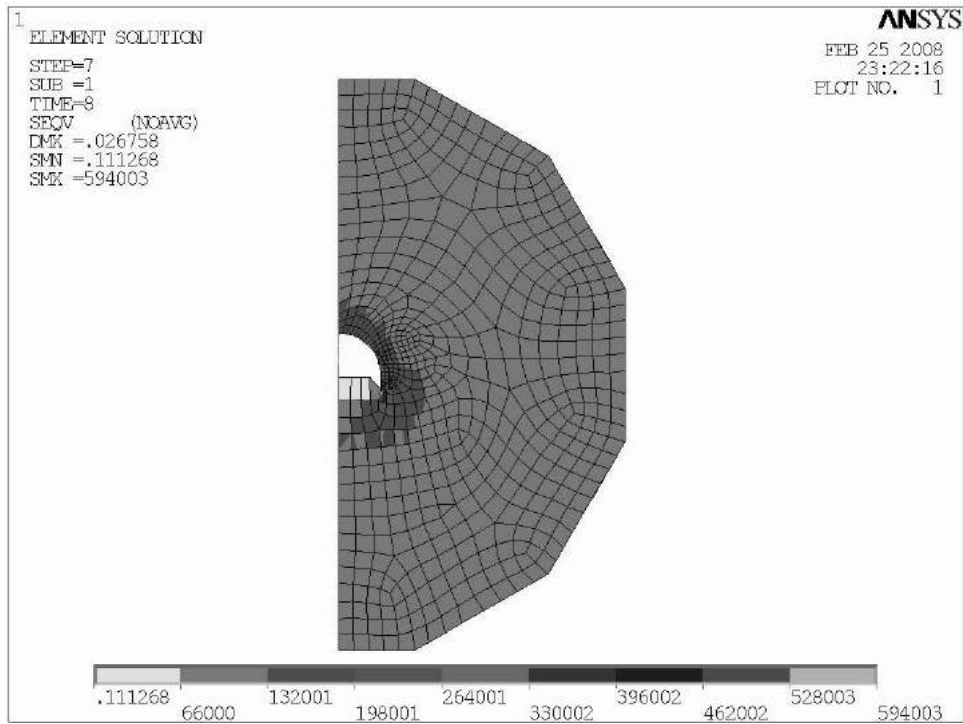 1
ANSYS
ELEMENT SOLUTION
FEB 25 2008
23:22:16
PLOT NO. 1
STEP=7
SUB =1
TIME=8
SEQV (NOAVG)
DMX =.026758
SMN =.111268
SMX =594003
.111268 132001 264001 396002 528003
66000 198001 330002 462002 594003